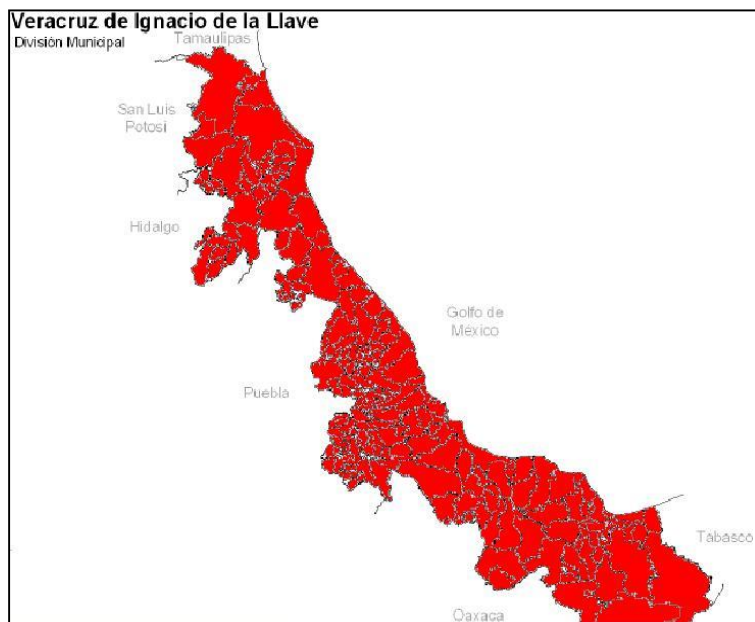 Veracruz de Ignacio de la Llave
División Municipal
Tamaulipas
San Luis
Potosí
Hidalgo
Golfo de
México
Puebla
Tabasco
Oaxaca